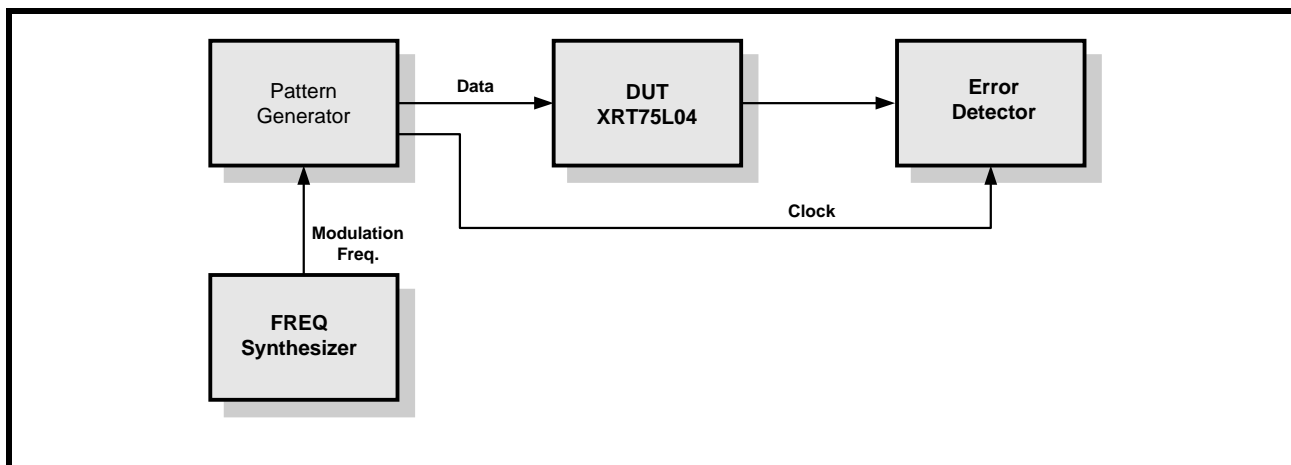 Pattern
Generator
Data
DUT
XRT75L04
Error
Detector
Clock
Modulation
Freq.
FREQ
Synthesizer